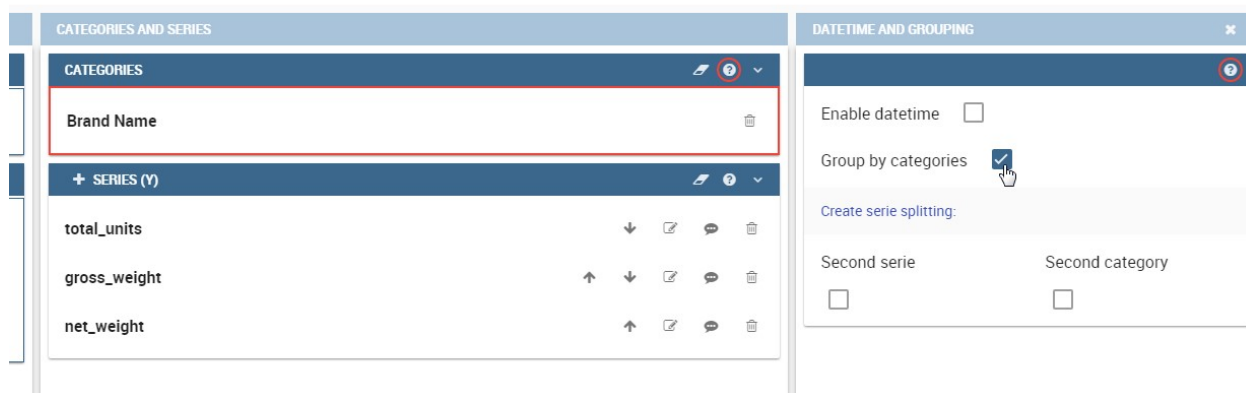 CATEGORIES AND SERIES
CATEGORIES
Brand Name
+ SERIES (Y)
total_units
gross_weight
net_weight
DATETIME AND GROUPING
Enable datetime
Group by categories
Create serie splitting:
Second serie Second category